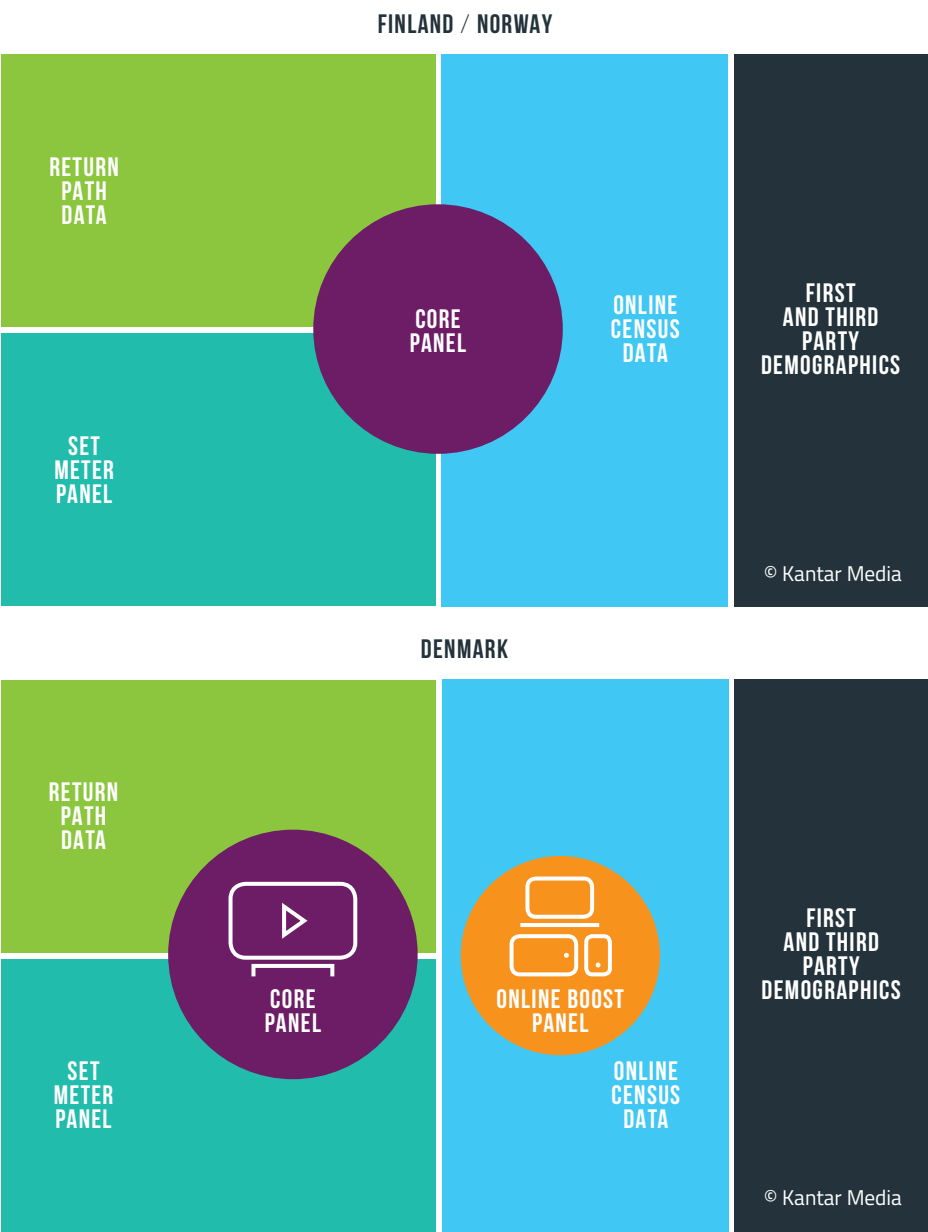 FINLAND / NORWAY
RETURN
PATH
DATA
CORE
PANEL
ONLINE
CENSUS
DATA
FIRST
AND THIRD
PARTY
DEMOGRAPHICS
SET
METER
PANEL
© Kantar Media
DENMARK
RETURN
PATH
DATA
CORE
PANEL
ONLINE BOOST
PANEL
FIRST
AND THIRD
PARTY
DEMOGRAPHICS
SET
METER
PANEL
ONLINE
CENSUS
DATA
© Kantar Media